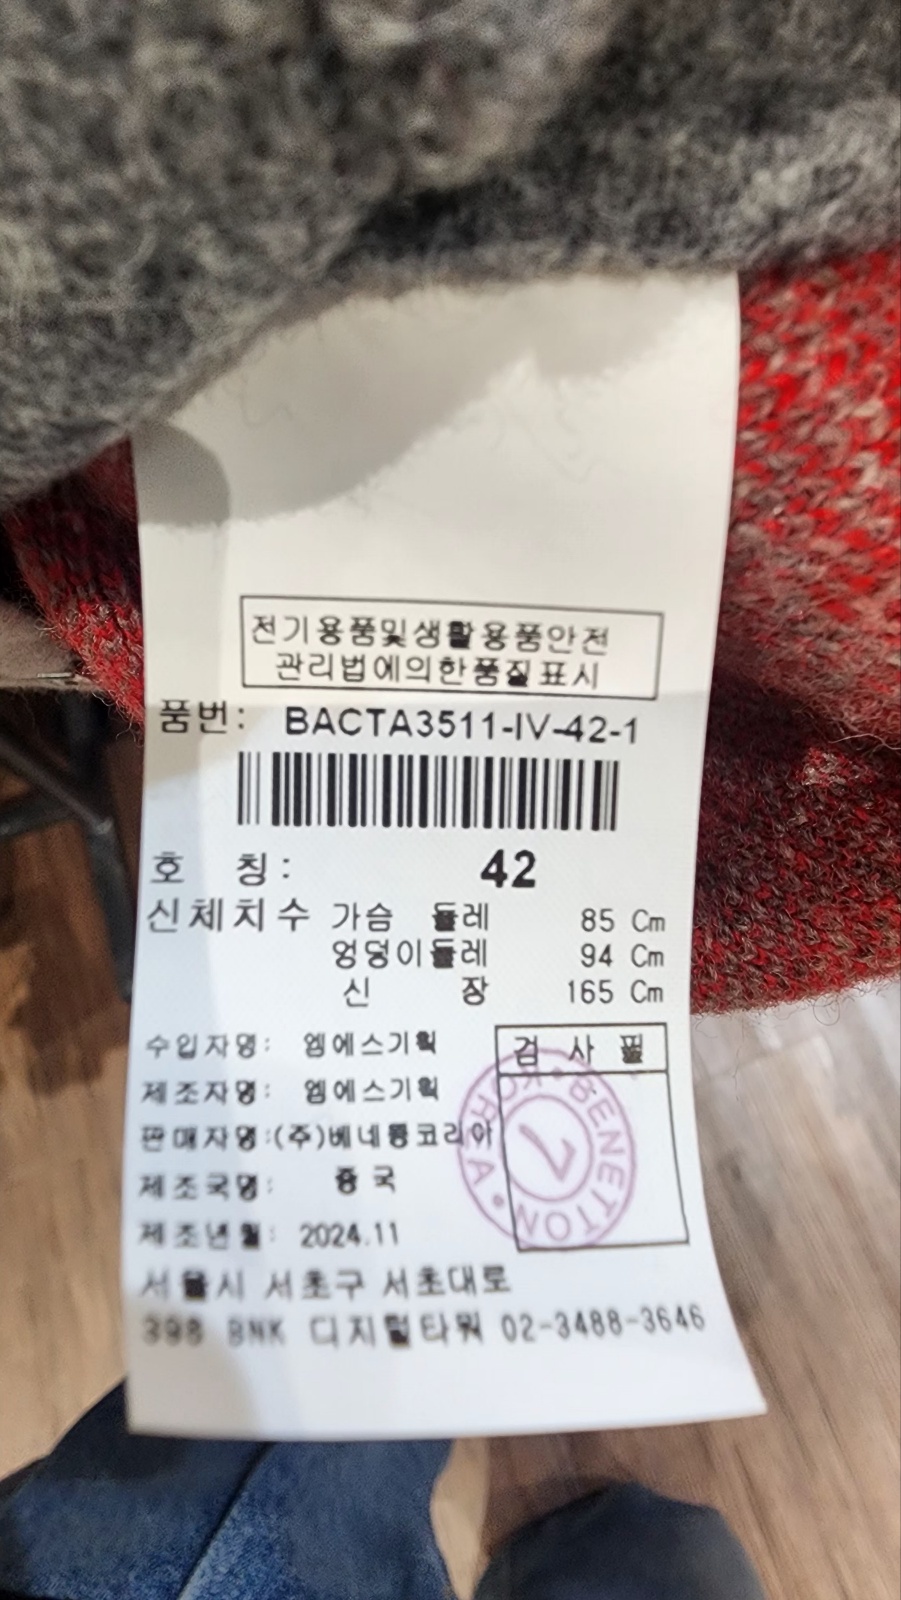 전기용품및생활용품안전
관리법에의한품질표시
품번: BACTA3511-IV-42-1
호 칭: 42
신체치수 가슴 둘레 85 Cm
엉덩이둘레 94 Cm
신 장 165 Cm
수입자명: 엠에스기획
검 사 필
제조자명: 엠에스기획
판매자명:(주)베네통코리아
제조국명: 중국
제조년월: 2024.11
BENETTON • KOREA •
7
서울시 서초구 서초대로
398 BNK 디지털타워 02-3488-3646